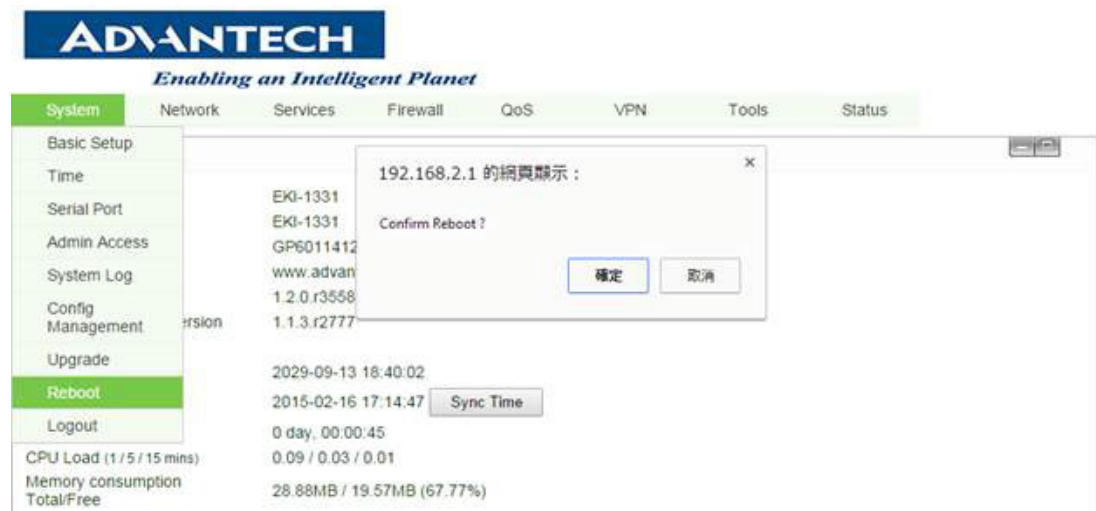 ADVANTECH
Enabling an Intelligent Planet
System Network Services Firewall QoS VPN Tools Status
Basic Setup
Time
Serial Port
Admin Access
System Log
Config
Management
Upgrade
Reboot
Logout
192.168.2.1 的網頁顯示：
×
Confirm Reboot ?
確定 取消
EKI-1331
EKI-1331
GP6011412
www.advan
1.2.0.r3558
ersion 1.1.3.r2777
2029-09-13 18:40:02
2015-02-16 17:14:47 Sync Time
0 day, 00:00:45
CPU Load (1 / 5 / 15 mins) 0.09 / 0.03 / 0.01
Memory consumption
Total/Free 28.88MB / 19.57MB (67.77%)